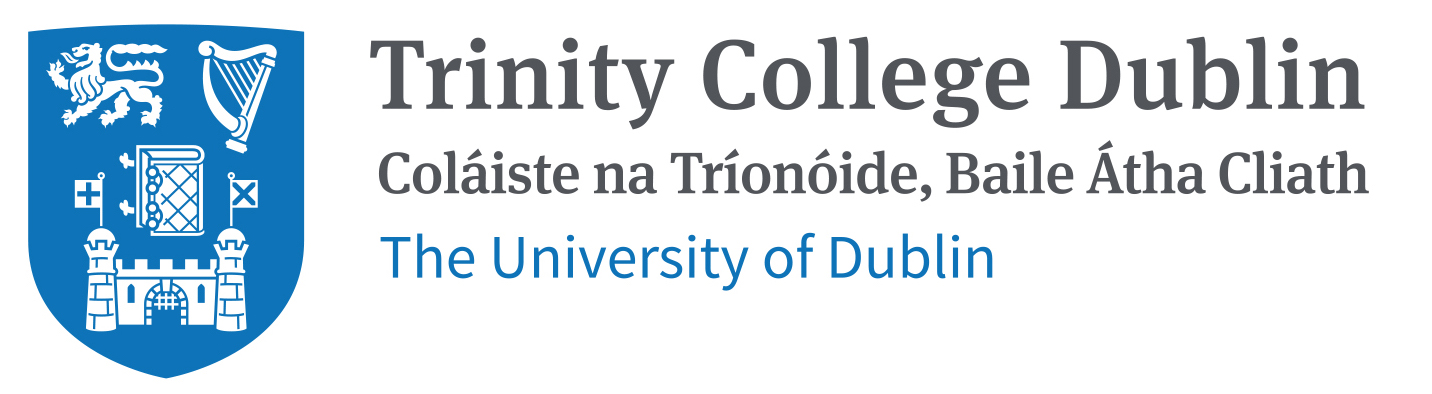 Trinity College Dublin
Coláiste na Tríonóide, Baile Átha Cliath
The University of Dublin